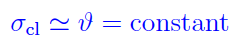 σ_cl ≃ ϑ = constant